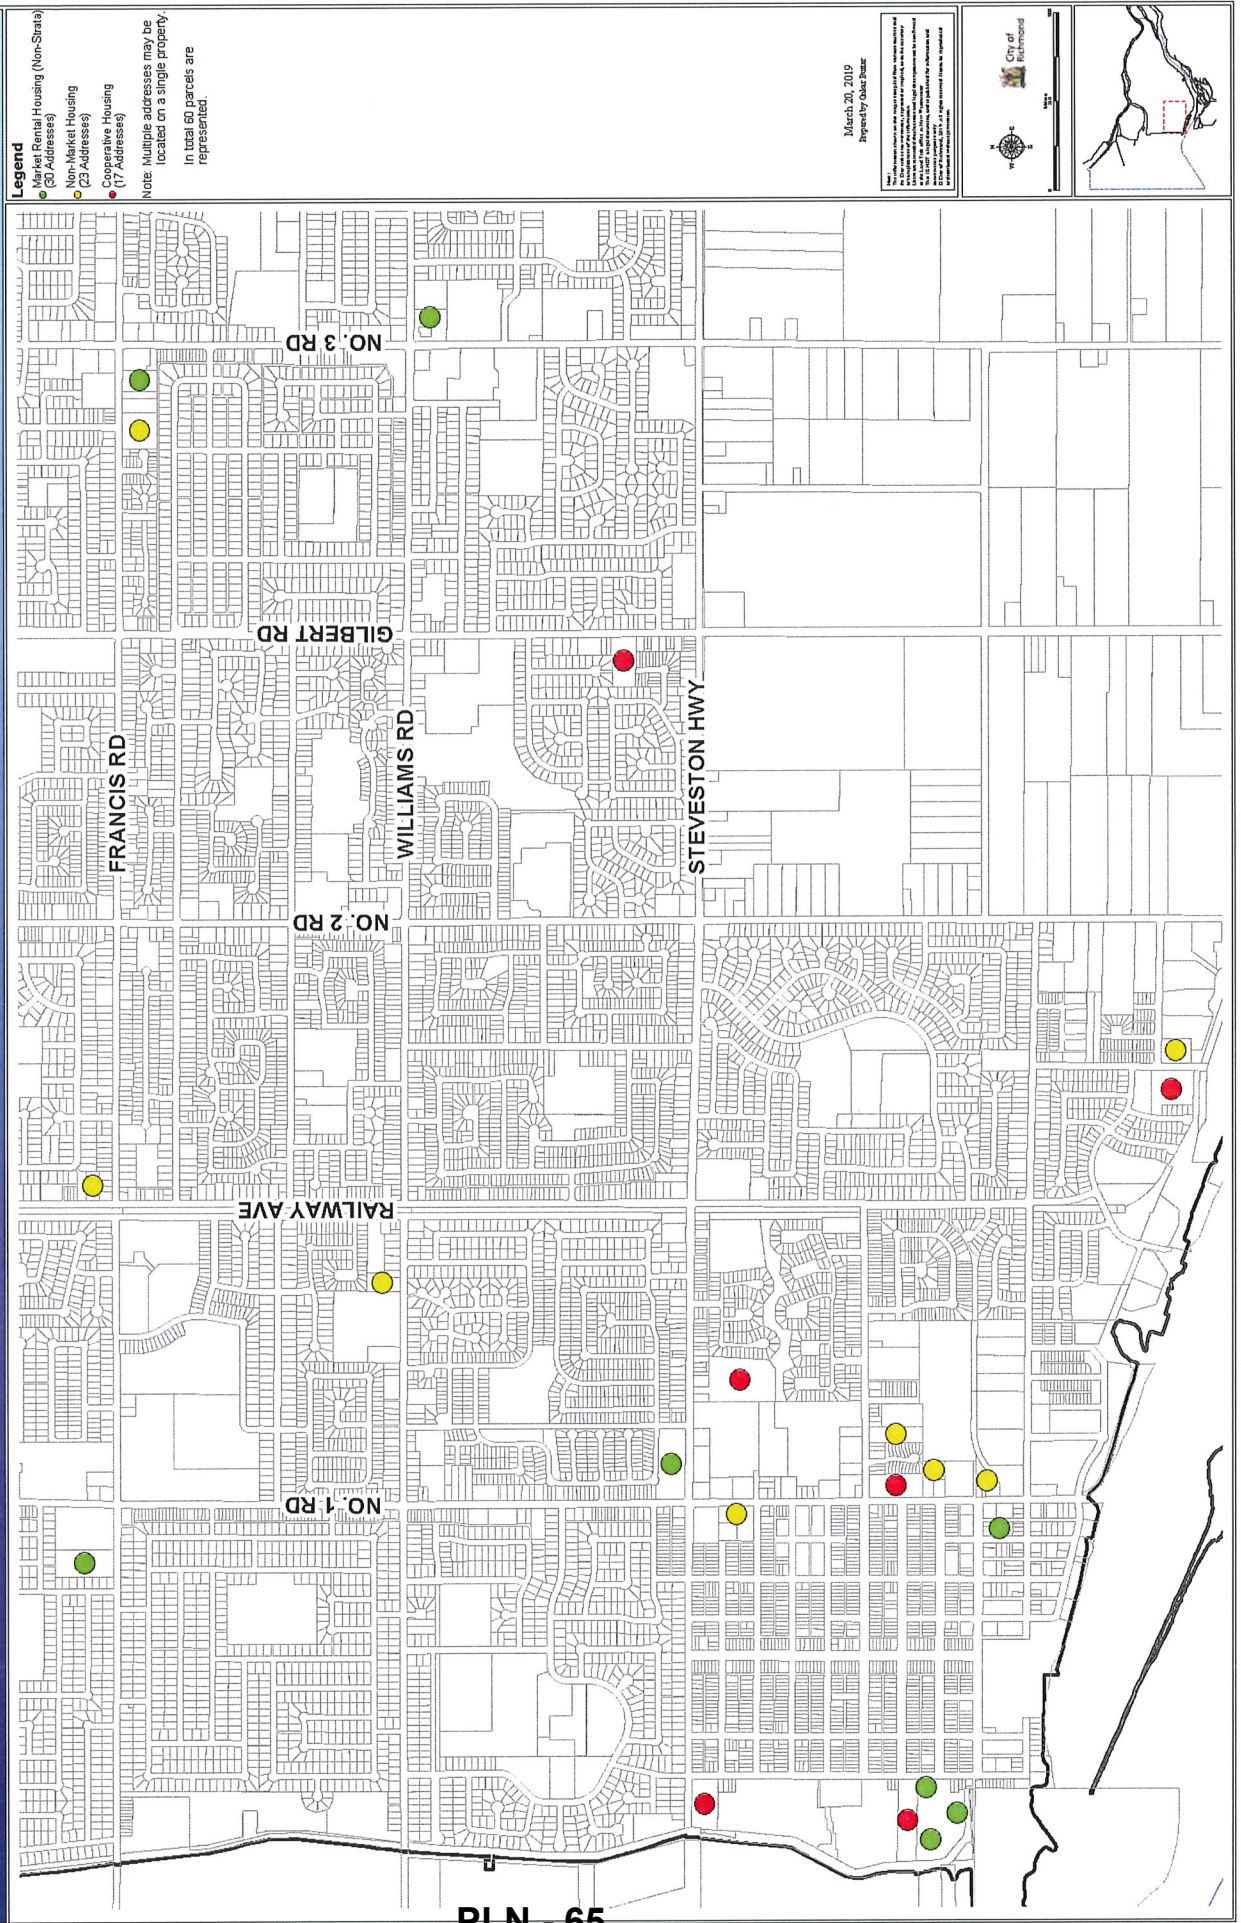 Legend
Market Rental Housing (Non-Strata)
(30 Addresses)
Non-Market Housing
(23 Addresses)
Cooperative Housing
(17 Addresses)
Note: Multiple addresses may be
located on a single property.
In total 60 parcels are
represented.
March 20, 2019
Prepared by
City of
Richmond
N
W
E
S
FRANCIS RD
WILLIAMS RD
STEVESTON HWY
NO. 3 RD
GILBERT RD
NO. 2 RD
RAILWAY AVE
NO. 1 RD
PLN - 65